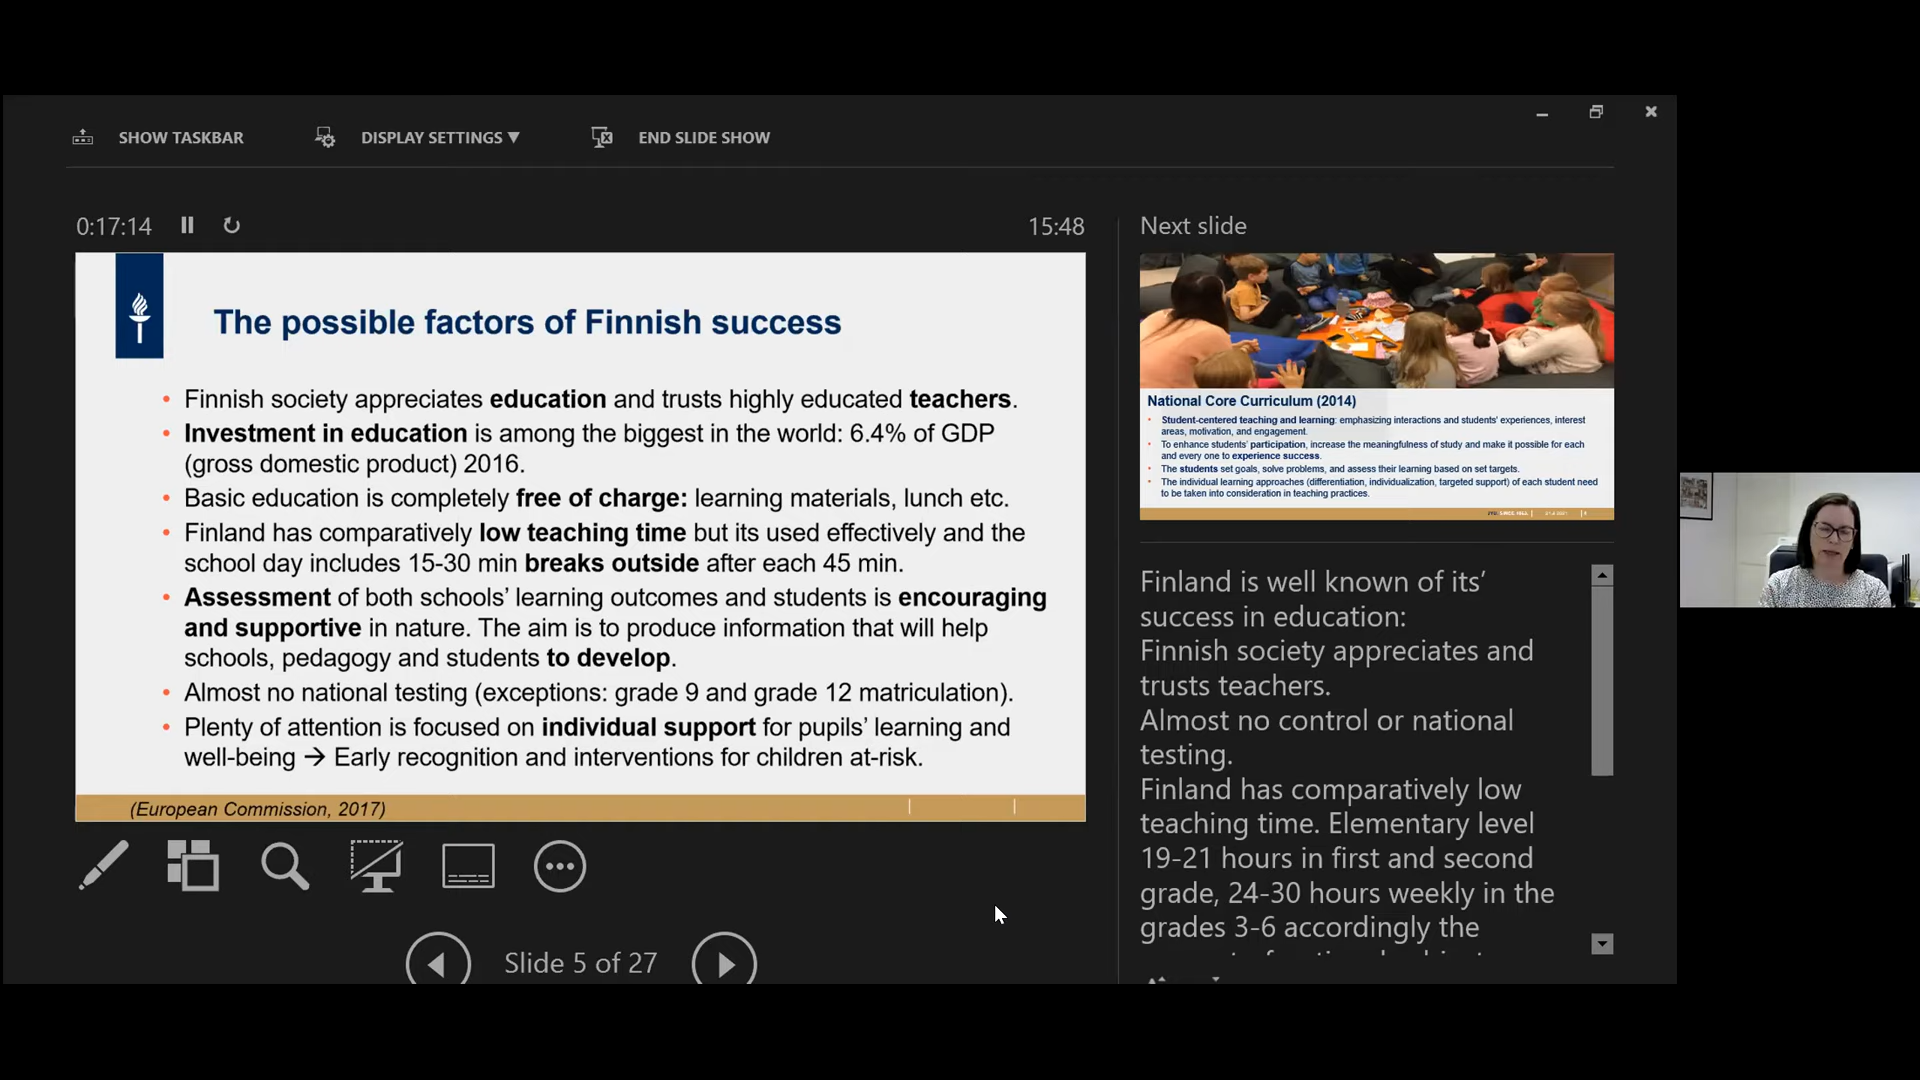 SHOW TASKBAR
DISPLAY SETTINGS ▼
END SLIDE SHOW
0:17:14
15:48
The possible factors of Finnish success
• Finnish society appreciates education and trusts highly educated teachers.
• Investment in education is among the biggest in the world: 6.4% of GDP
(gross domestic product) 2016.
• Basic education is completely free of charge: learning materials, lunch etc.
• Finland has comparatively low teaching time but its used effectively and the
school day includes 15-30 min breaks outside after each 45 min.
• Assessment of both schools’ learning outcomes and students is encouraging
and supportive in nature. The aim is to produce information that will help
schools, pedagogy and students to develop.
• Almost no national testing (exceptions: grade 9 and grade 12 matriculation).
• Plenty of attention is focused on individual support for pupils’ learning and
well-being → Early recognition and interventions for children at-risk.
(European Commission, 2017)
Slide 5 of 27
Next slide
National Core Curriculum (2014)
• Student-centered teaching and learning: emphasizing interactions and students' experiences, interest
areas, motivation, and engagement.
• To enhance students' participation, increase the meaningfulness of study and make it possible for each
and every one to experience success.
• The students set goals, solve problems, and assess their learning based on set targets.
• The individual learning approaches (differentiation, individualization, targeted support) of each student need
to be taken into consideration in teaching practices.
Finland is well known of its’
success in education:
Finnish society appreciates and
trusts teachers.
Almost no control or national
testing.
Finland has comparatively low
teaching time. Elementary level
19-21 hours in first and second
grade, 24-30 hours weekly in the
grades 3-6 accordingly the